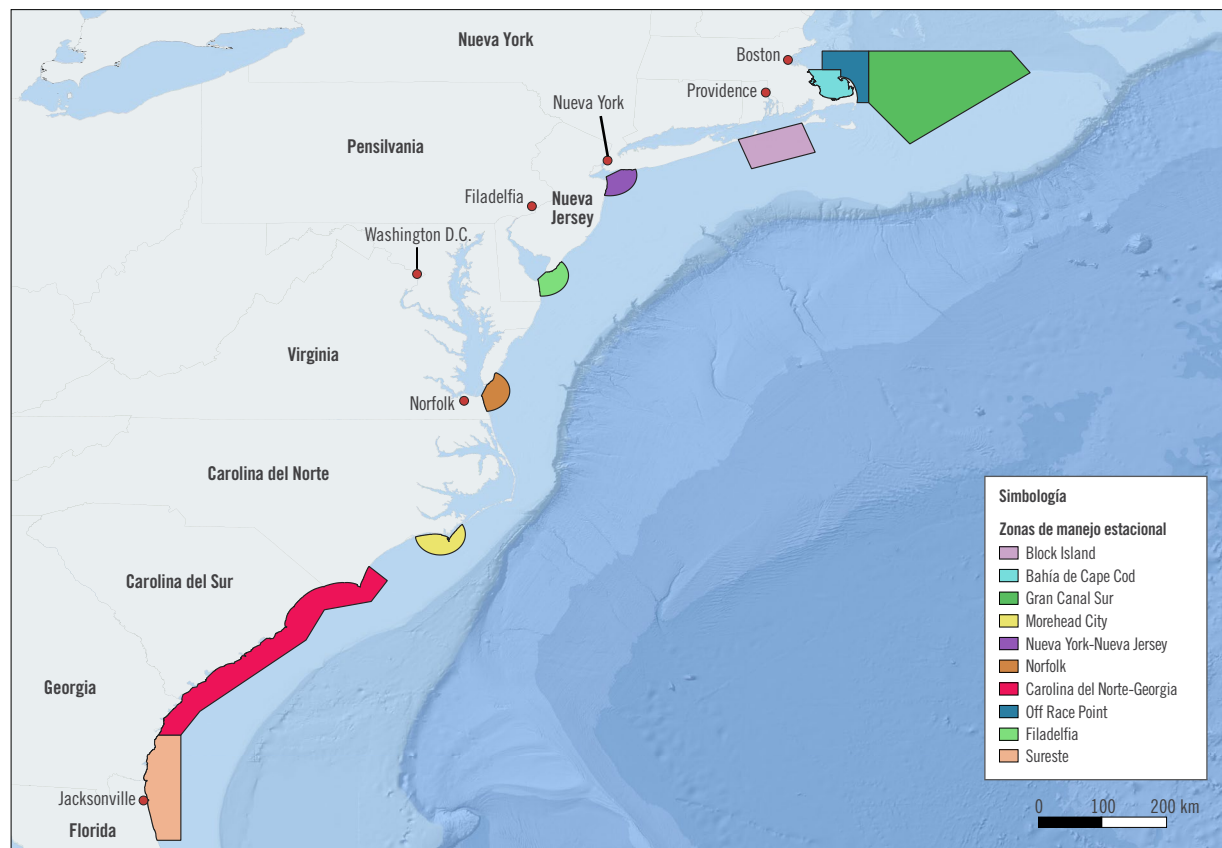 Nueva York
Boston
Providence
Nueva York
Pensilvania
Filadelfia
Nueva
Jersey
Washington D.C.
Virginia
Norfolk
Carolina del Norte
Carolina del Sur
Georgia
Jacksonville
Florida
Simbología
Zonas de manejo estacional
Block Island
Bahía de Cape Cod
Gran Canal Sur
Morehead City
Nueva York-Nueva Jersey
Norfolk
Carolina del Norte-Georgia
Off Race Point
Filadelfia
Sureste
0 100 200 km